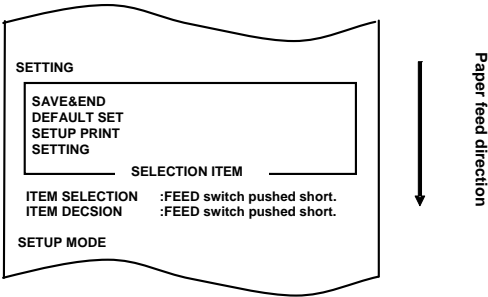 SETTING
SAVE&END
DEFAULT SET
SETUP PRINT
SETTING
SELECTION ITEM
ITEM SELECTION :FEED switch pushed short.
ITEM DECSION :FEED switch pushed short.
SETUP MODE
Paper feed direction